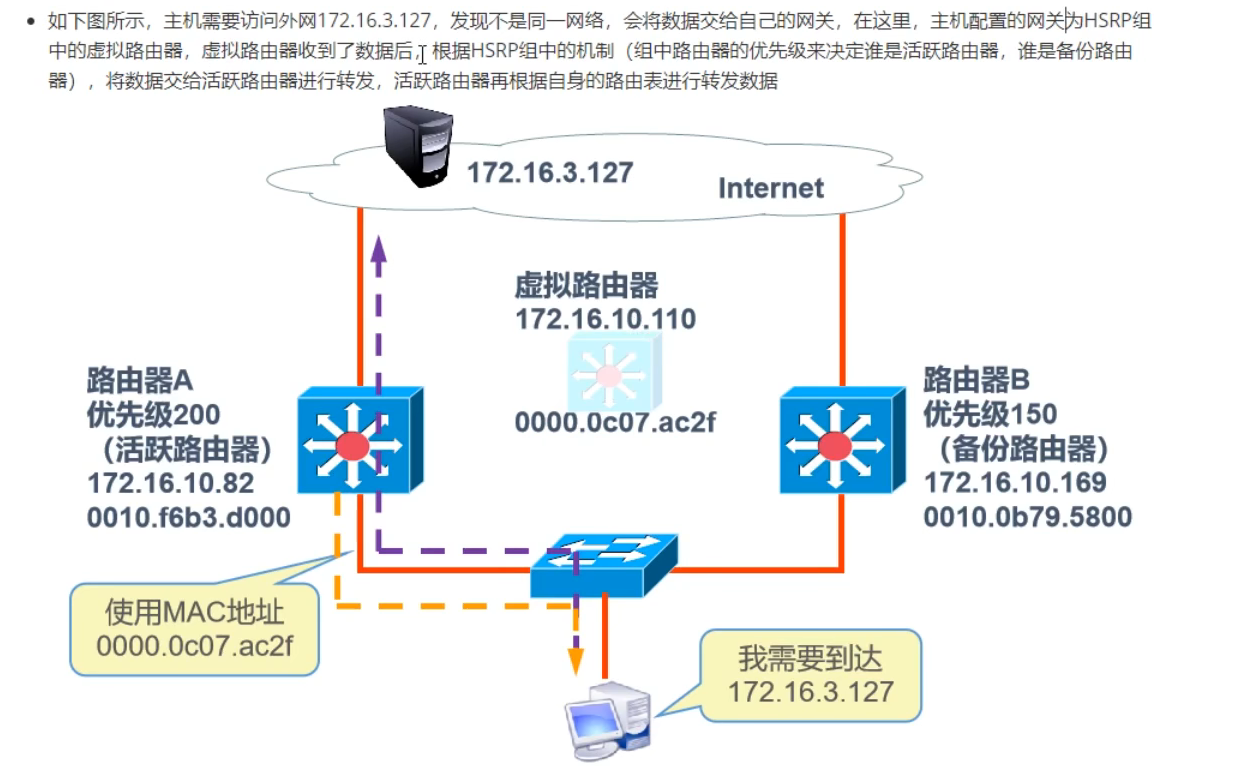 如下图所示，主机需要访问外网172.16.3.127，发现不是同一网络，会将数据交给自己的网关，在这里，主机配置的网关为HSRP组
中的虚拟路由器，虚拟路由器收到了数据后，根据HSRP组中的机制（组中路由器的优先级来决定谁是活跃路由器，谁是备份路由
器），将数据交给活跃路由器进行转发，活跃路由器再根据自身的路由表进行转发数据
172.16.3.127
Internet
虚拟路由器
172.16.10.110
0000.0c07.ac2f
路由器A
优先级200
（活跃路由器）
172.16.10.82
0010.f6b3.d000
路由器B
优先级150
（备份路由器）
172.16.10.169
0010.0b79.5800
使用MAC地址
0000.0c07.ac2f
我需要到达
172.16.3.127